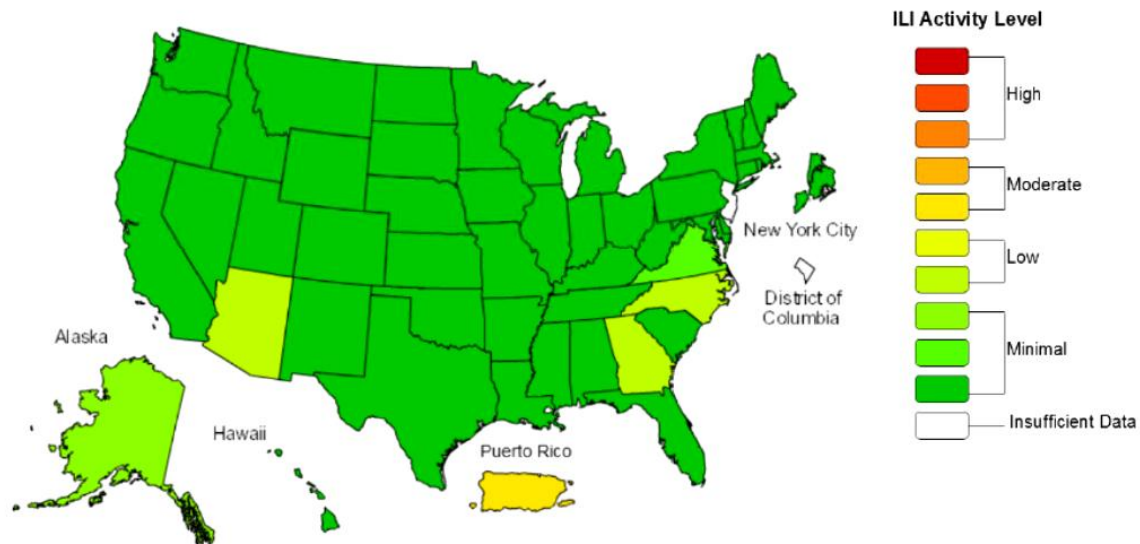 ILI Activity Level
High
Moderate
Low
Minimal
Insufficient Data
New York City
District of
Columbia
Alaska
Hawaii
Puerto Rico